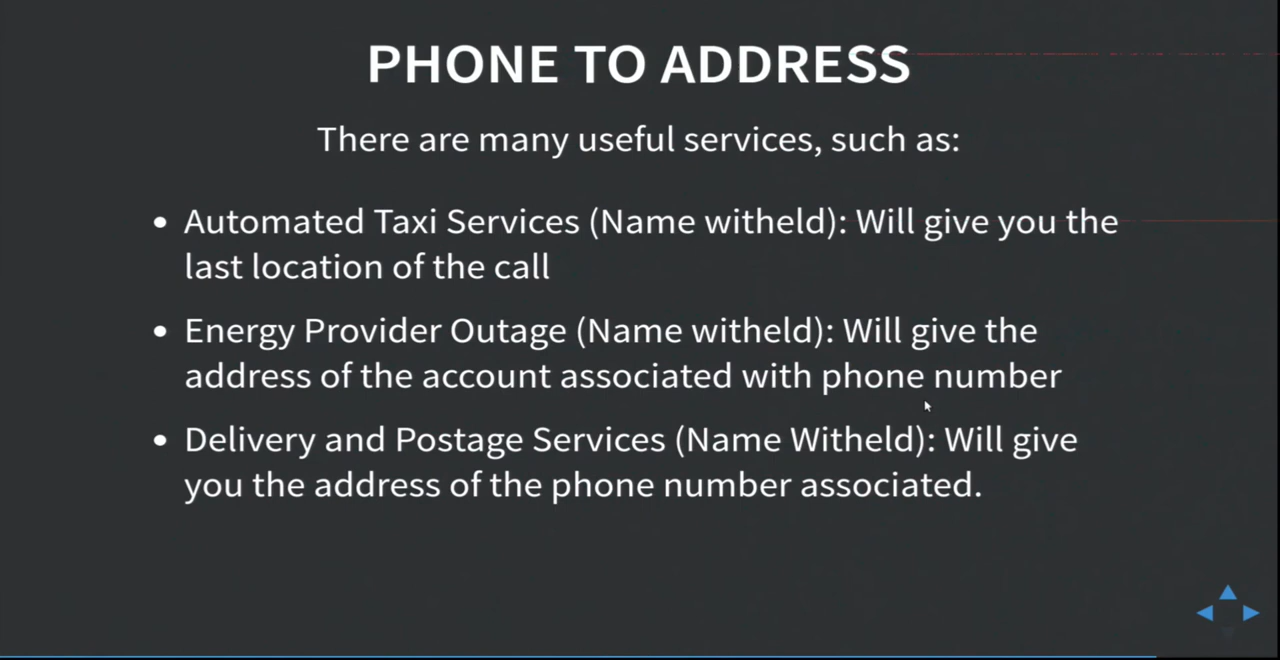 PHONE TO ADDRESS
There are many useful services, such as:
• Automated Taxi Services (Name witheld): Will give you the
last location of the call
• Energy Provider Outage (Name witheld): Will give the
address of the account associated with phone number
• Delivery and Postage Services (Name Witheld): Will give
you the address of the phone number associated.